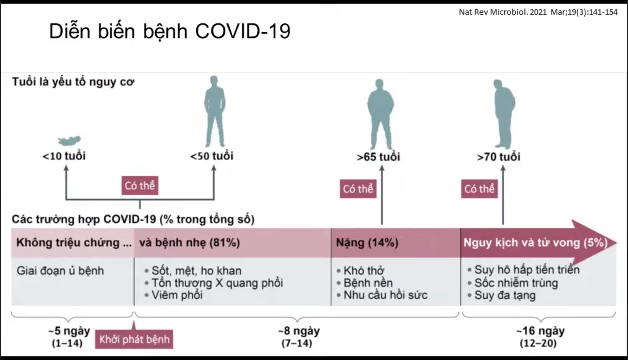 Nat Rev Microbiol. 2021 Mar;19(3):141-154
Diễn biến bệnh COVID-19
Tuổi là yếu tố nguy cơ
<10 tuổi
<50 tuổi
>65 tuổi
>70 tuổi
Có thể
Có thể
Có thể
Các trường hợp COVID-19 (% trong tổng số)
Không triệu chứng ...
và bệnh nhẹ (81%)
Nặng (14%)
Nguy kịch và tử vong (5%)
Giai đoạn ủ bệnh
• Sốt, mệt, ho khan
• Tổn thương X quang phổi
• Viêm phổi
• Khó thở
• Bệnh nền
• Nhu cầu hồi sức
• Suy hô hấp tiến triển
• Sốc nhiễm trùng
• Suy đa tạng
~5 ngày
(1–14)
Khởi phát bệnh
~8 ngày
(7–14)
~16 ngày
(12–20)